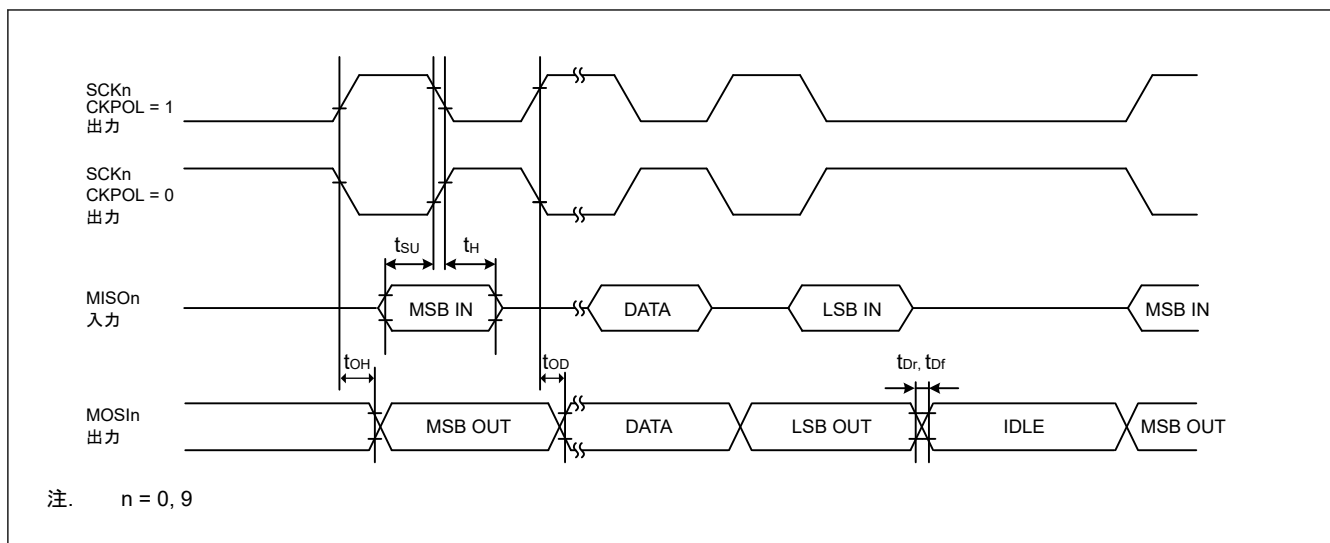 SCKn
CKPOL = 1
出力
SCKn
CKPOL = 0
出力
tSU
tH
MISOn
入力
MSB IN
DATA
LSB IN
MSB IN
tOH
tOD
tDr, tDf
MOSIn
出力
MSB OUT
DATA
LSB OUT
IDLE
MSB OUT
注. n = 0, 9